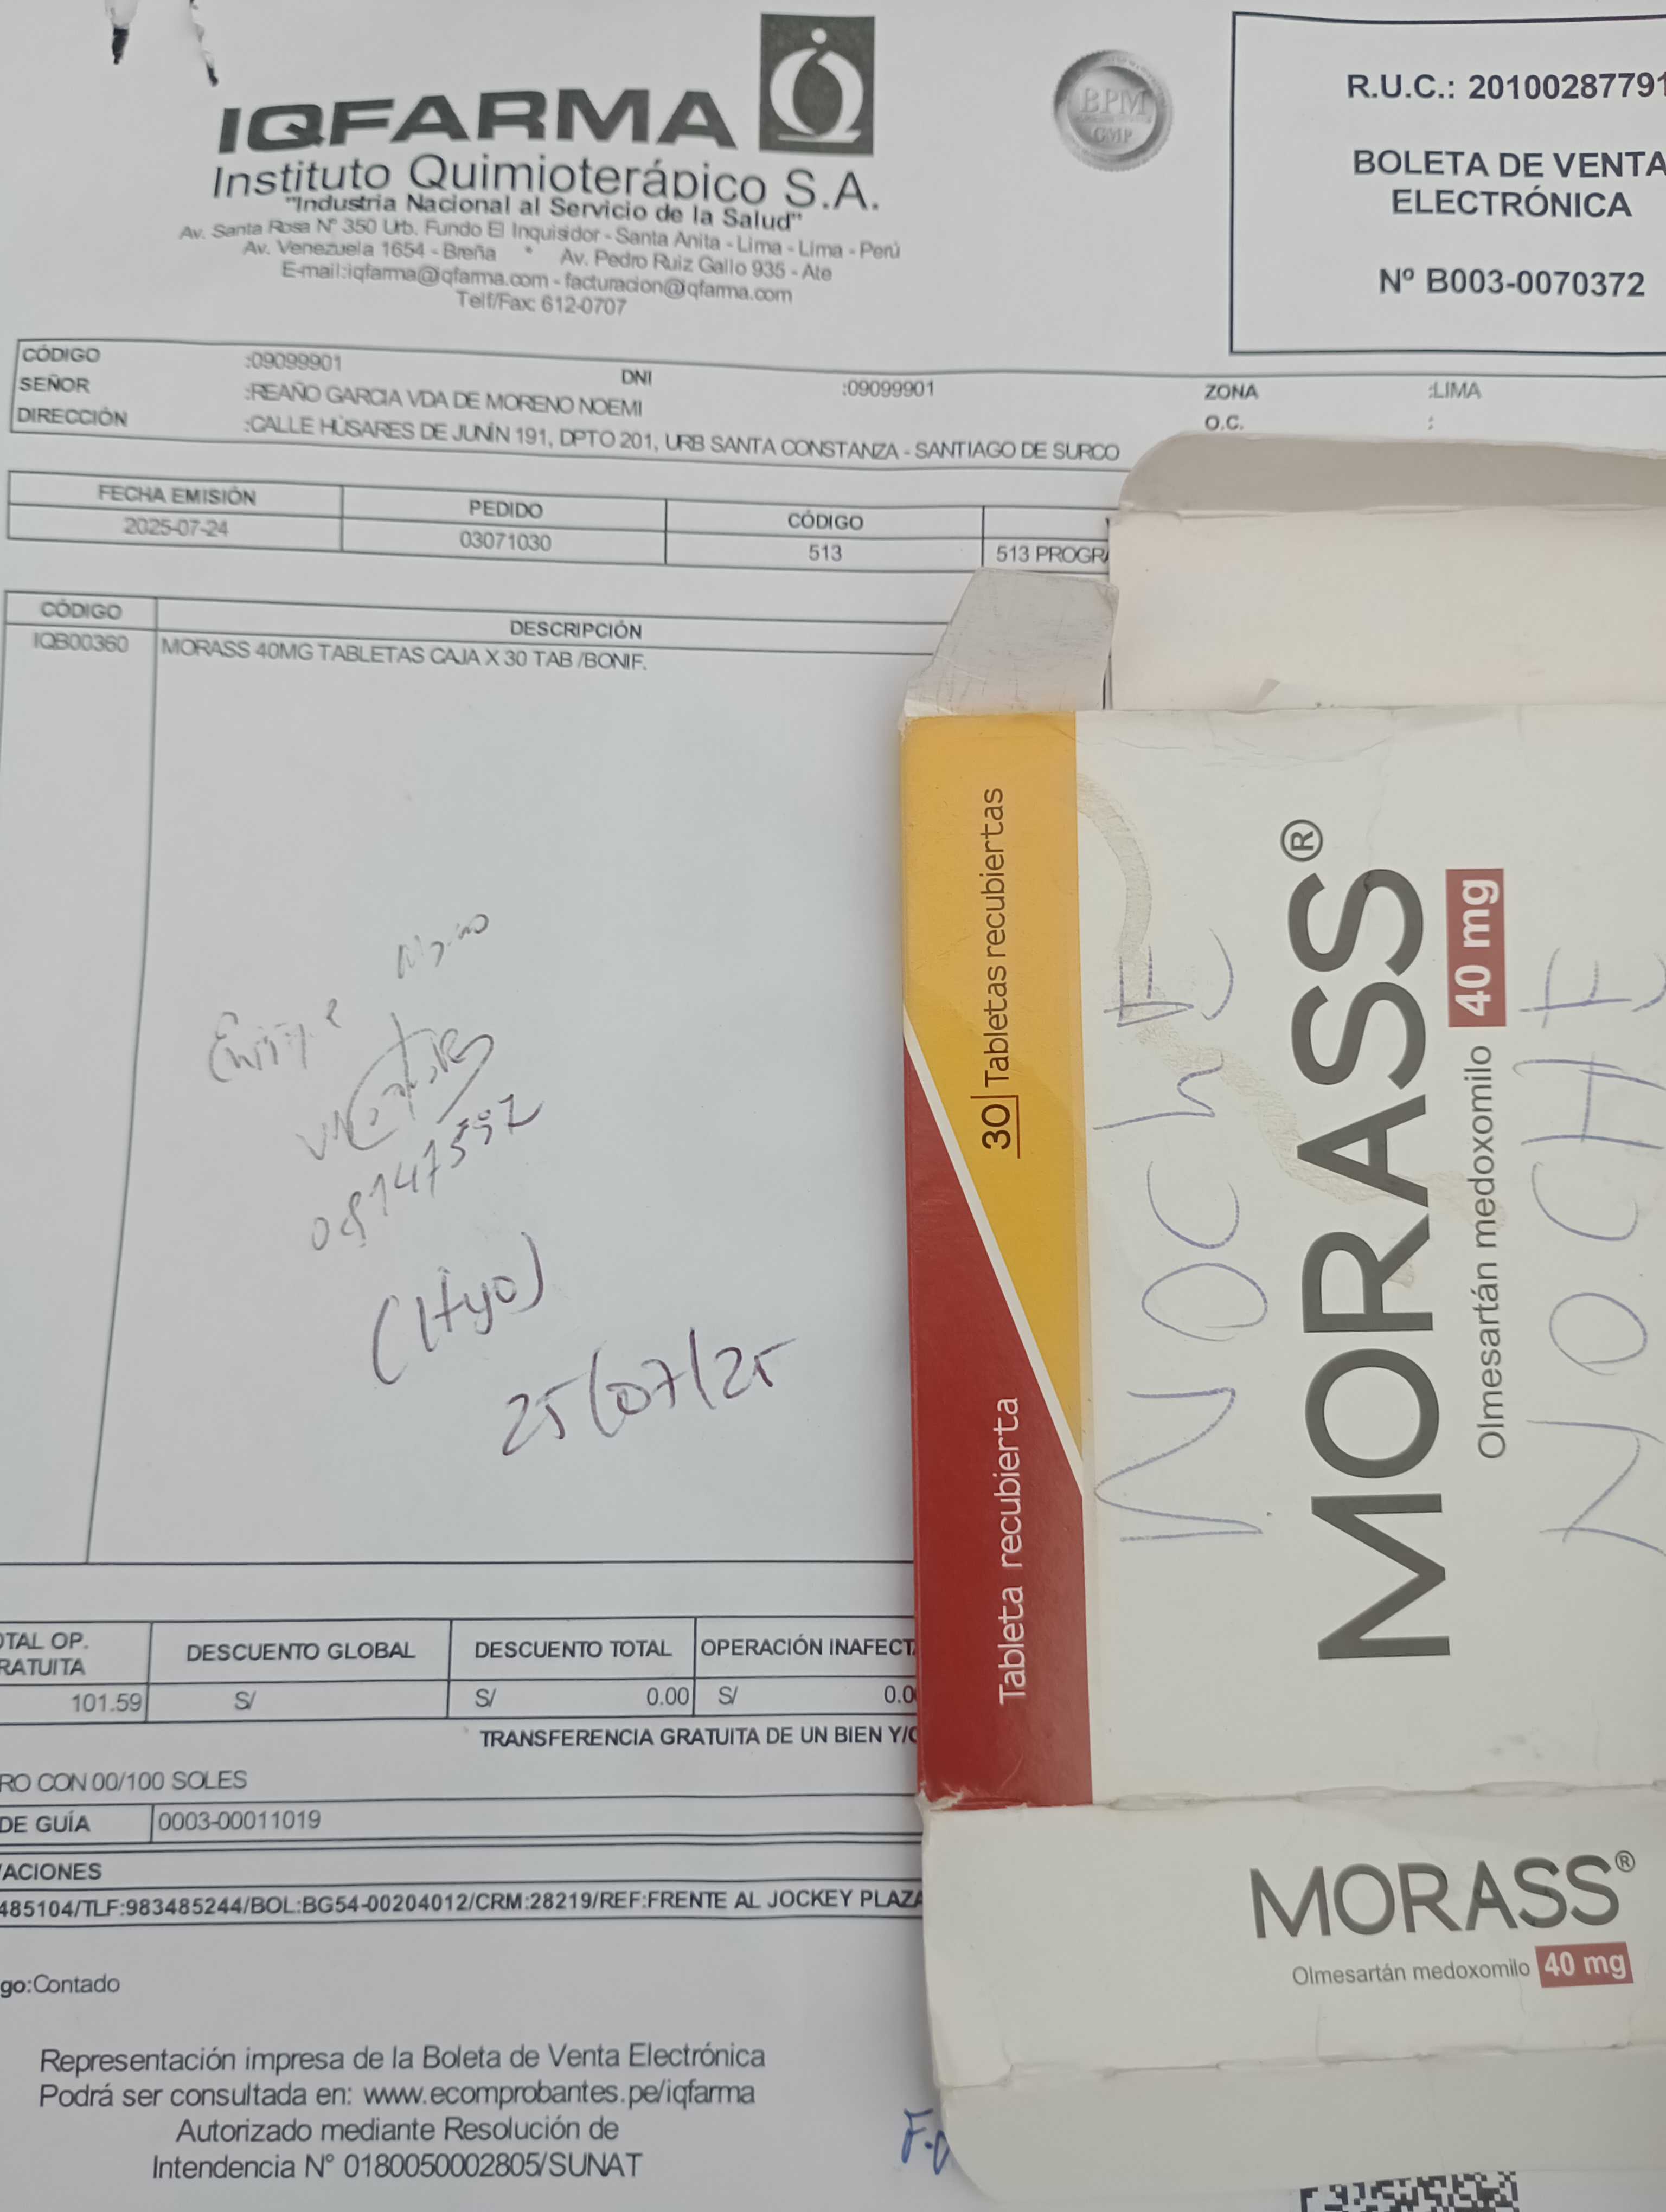 IQFARMA
Instituto Quimioterápico S.A.
"Industria Nacional al Servicio de la Salud"
Av. Santa Rosa Nº 350 Urb. Fundo El Inquisidor - Santa Anita - Lima - Lima - Perú
Av. Venezuela 1654 - Breña * Av. Pedro Ruiz Gallo 935 - Ate
E-mail:iqfarma@iqfarma.com - facturacion@iqfarma.com
Telf/Fax: 612-0707
BPM
GMP
R.U.C.: 20100287791
BOLETA DE VENTA
ELECTRÓNICA
Nº B003-0070372
CÓDIGO :09099901 DNI :09099901 ZONA :LIMA
SEÑOR :REAÑO GARCIA VDA DE MORENO NOEMI O.C. :
DIRECCIÓN :CALLE HÚSARES DE JUNÍN 191, DPTO 201, URB SANTA CONSTANZA - SANTIAGO DE SURCO
FECHA EMISIÓN PEDIDO CÓDIGO
2025-07-24 03071030 513 513 PROGRA
CÓDIGO DESCRIPCIÓN
IQB00360 MORASS 40MG TABLETAS CAJA X 30 TAB /BONIF.
Enrique
(Hijo)
25/07/25
OTAL OP.
RATUITA
DESCUENTO GLOBAL DESCUENTO TOTAL OPERACIÓN INAFECTA
101.59 S/ S/ 0.00 S/ 0.0
TRANSFERENCIA GRATUITA DE UN BIEN Y/O
RO CON 00/100 SOLES
DE GUÍA 0003-00011019
ACIONES
485104/TLF:983485244/BOL:BG54-00204012/CRM:28219/REF:FRENTE AL JOCKEY PLAZA
go:Contado
Representación impresa de la Boleta de Venta Electrónica
Podrá ser consultada en: www.ecomprobantes.pe/iqfarma
Autorizado mediante Resolución de
Intendencia N° 0180050002805/SUNAT
30 Tabletas recubiertas
Tableta recubierta
NOCHE
MORASS®
Olmesartán medoxomilo 40 mg
NOCHE
MORASS®
Olmesartán medoxomilo 40 mg